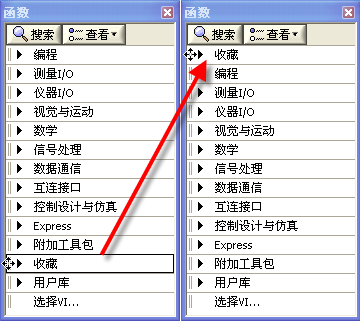 函数
搜索 查看
编程
测量I/O
仪器I/O
视觉与运动
数学
信号处理
数据通信
互连接口
控制设计与仿真
Express
附加工具包
收藏
用户库
选择VI...
函数
搜索 查看
收藏
编程
测量I/O
仪器I/O
视觉与运动
数学
信号处理
数据通信
互连接口
控制设计与仿真
Express
附加工具包
用户库
选择VI...